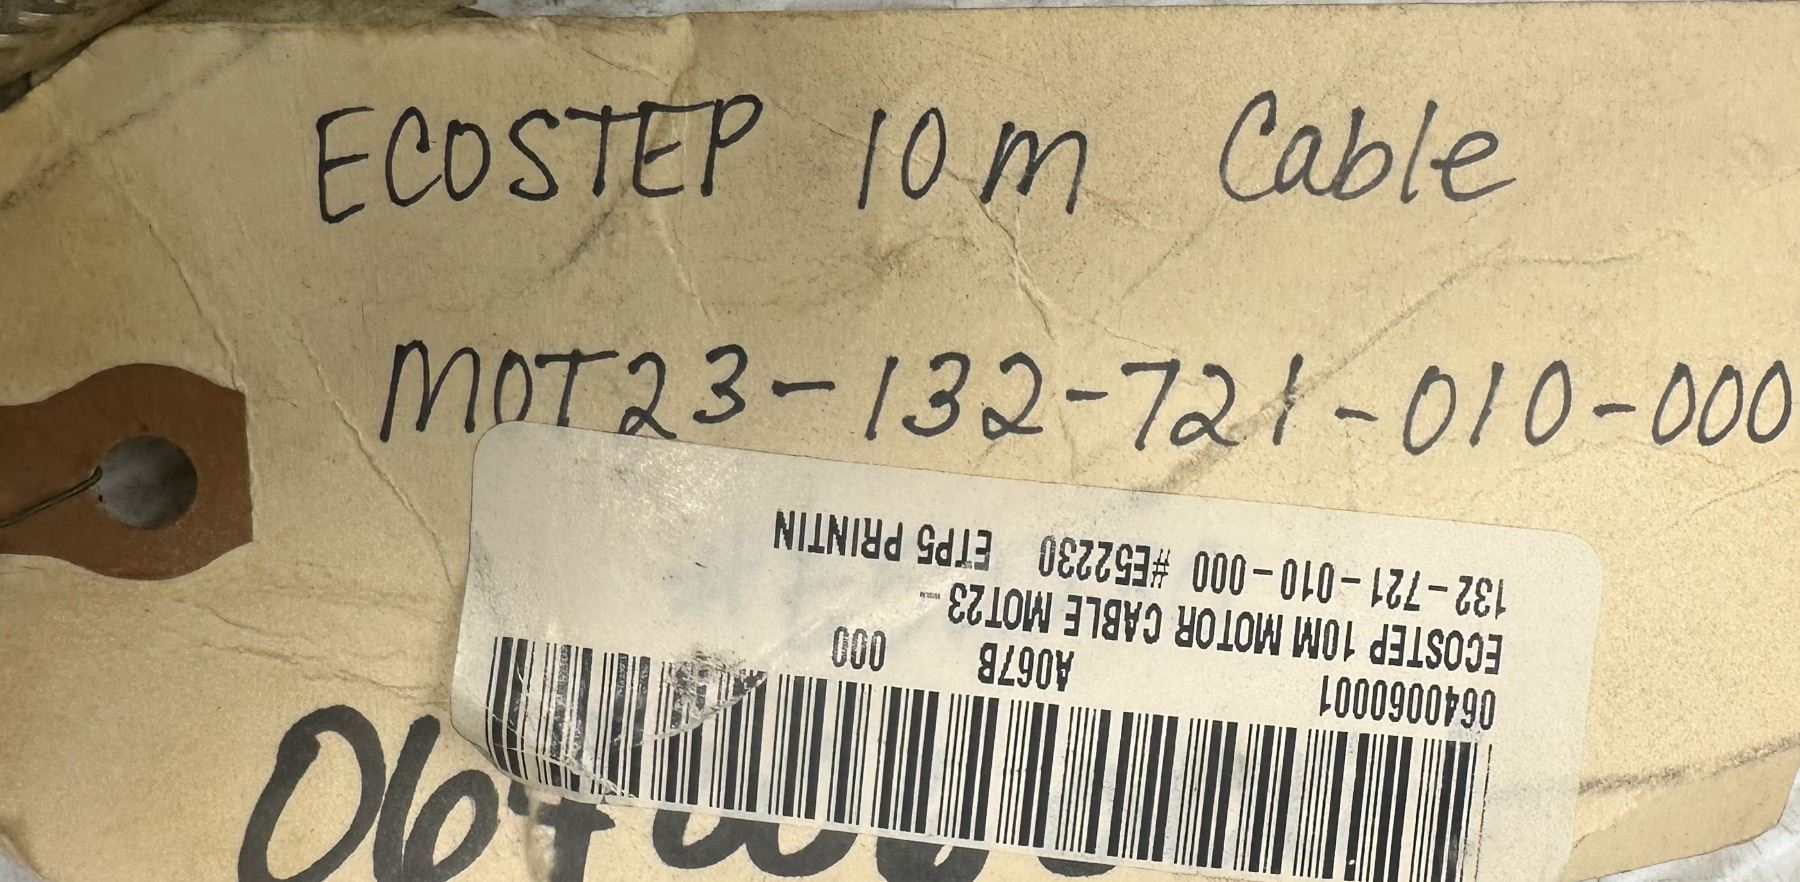 ECOSTEP 10m Cable
MOT23-132-721-010-000
0640060001 A067B 000
ECOSTEP 10M MOTOR CABLE MOT23
132-721-010-000 #E52230 ETP5 PRINTIN